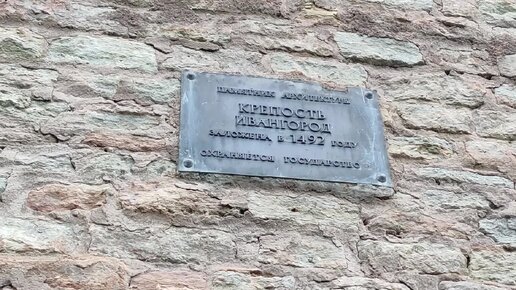 ПАМЯТНИК АРХИТЕКТУРЫ
КРЕПОСТЬ
ИВАНГОРОД
ЗАЛОЖЕНА В 1492 ГОДУ
ОХРАНЯЕТСЯ ГОСУДАРСТВОМ